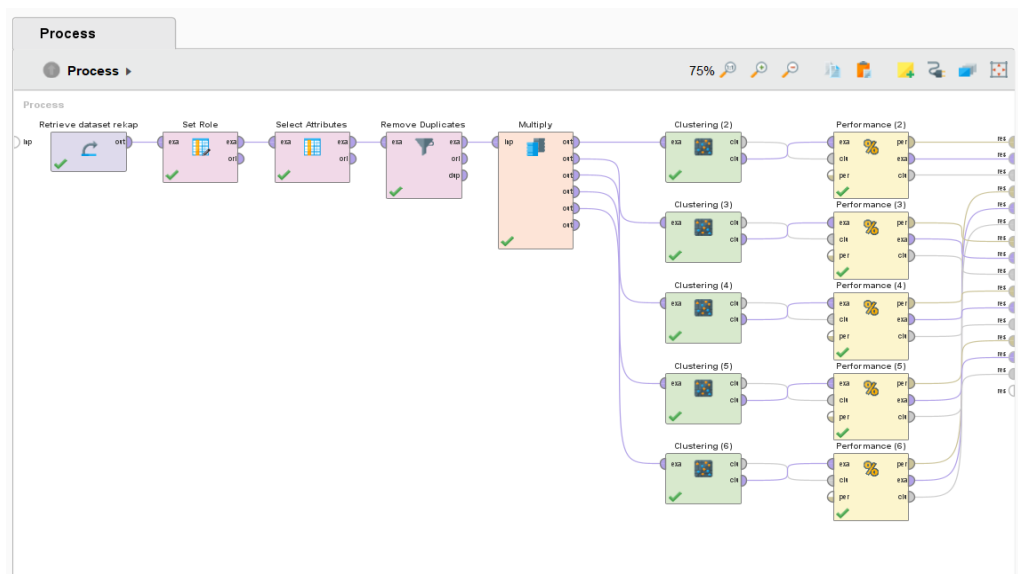 Process
Process
75%
Process
Retrieve dataset rekap
Set Role
Select Attributes
Remove Duplicates
Multiply
Clustering (2)
Performance (2)
inp
out
exa
exa
ori
exa
exa
ori
exa
exa
ori
dup
inp
out
out
out
out
out
out
exa
clu
clu
exa
per
clu
exa
per
clu
res
res
res
Clustering (3)
Performance (3)
exa
clu
clu
exa
per
clu
exa
per
clu
res
res
res
Clustering (4)
Performance (4)
exa
clu
clu
exa
per
clu
exa
per
clu
res
res
res
Clustering (5)
Performance (5)
exa
clu
clu
exa
per
clu
exa
per
clu
res
res
res
Clustering (6)
Performance (6)
exa
clu
clu
exa
per
clu
exa
per
clu
res
res
res
res